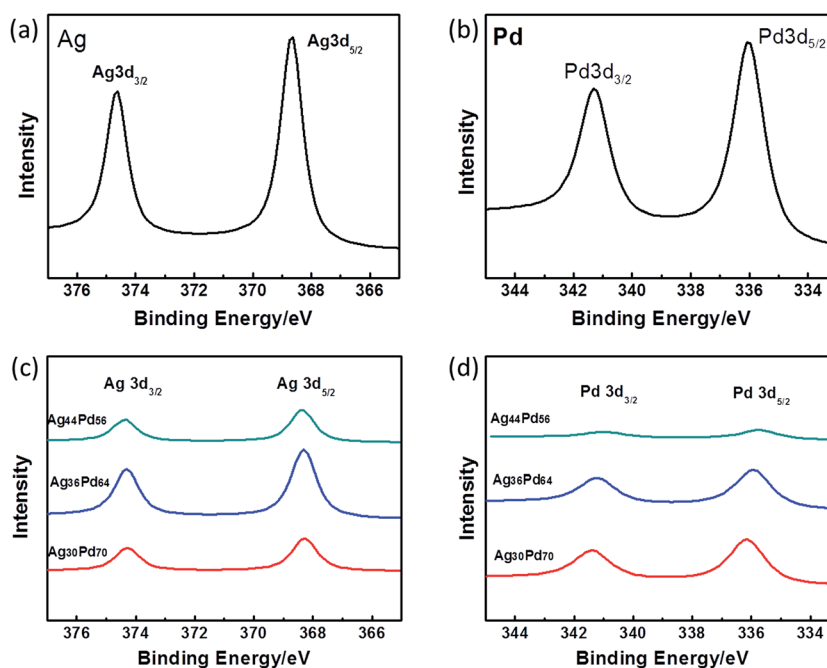 (a) Ag
Ag3d3/2
Ag3d5/2
Intensity
376 374 372 370 368 366
Binding Energy/eV
(b) Pd
Pd3d3/2
Pd3d5/2
Intensity
344 342 340 338 336 334
Binding Energy/eV
(c)
Ag 3d3/2 Ag 3d5/2
Ag44Pd56
Ag36Pd64
Ag30Pd70
Intensity
376 374 372 370 368 366
Binding Energy/eV
(d)
Pd 3d3/2 Pd 3d5/2
Ag44Pd56
Ag36Pd64
Ag30Pd70
Intensity
344 342 340 338 336 334
Binding Energy/eV